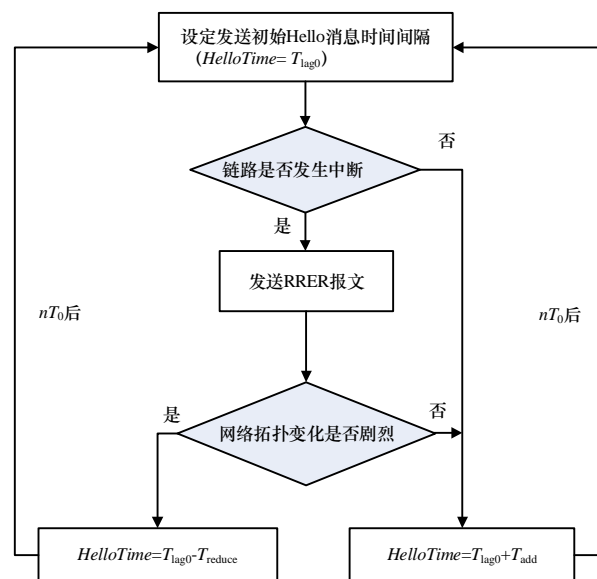 设定发送初始Hello消息时间间隔
（HelloTime= Tlag0）
否
链路是否发生中断
是
发送RRER报文
nT0后
nT0后
是
否
网络拓扑变化是否剧烈
HelloTime=Tlag0-Treduce
HelloTime=Tlag0+Tadd